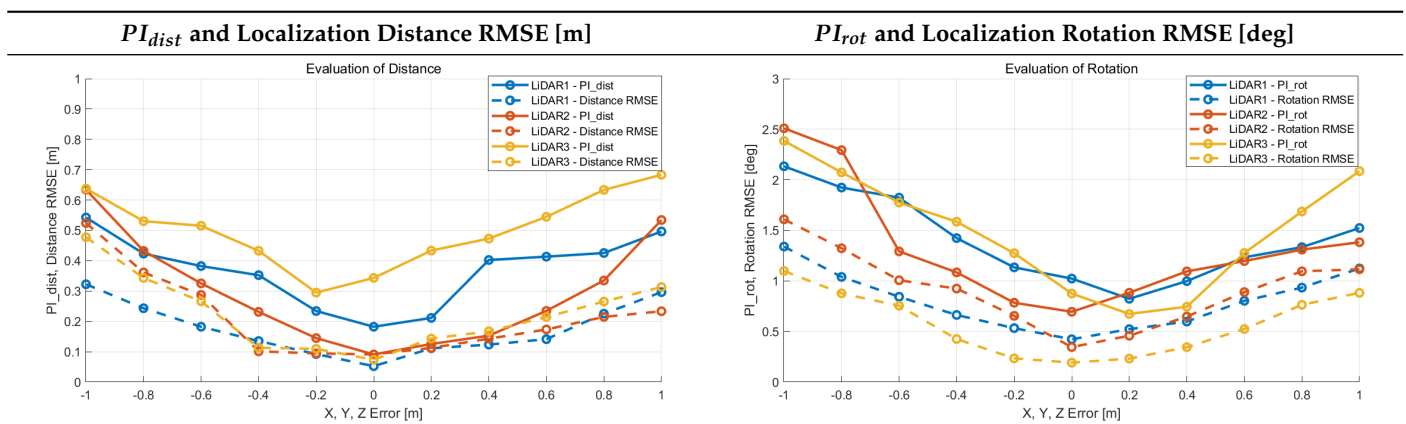 PI_dist and Localization Distance RMSE [m]
PI_rot and Localization Rotation RMSE [deg]
Evaluation of Distance
PI_dist, Distance RMSE [m]
1
0.9
0.8
0.7
0.6
0.5
0.4
0.3
0.2
0.1
0
LiDAR1 - PI_dist
LiDAR1 - Distance RMSE
LiDAR2 - PI_dist
LiDAR2 - Distance RMSE
LiDAR3 - PI_dist
LiDAR3 - Distance RMSE
-1 -0.8 -0.6 -0.4 -0.2 0 0.2 0.4 0.6 0.8 1
X, Y, Z Error [m]
Evaluation of Rotation
PI_rot, Rotation RMSE [deg]
3
2.5
2
1.5
1
0.5
0
LiDAR1 - PI_rot
LiDAR1 - Rotation RMSE
LiDAR2 - PI_rot
LiDAR2 - Rotation RMSE
LiDAR3 - PI_rot
LiDAR3 - Rotation RMSE
-1 -0.8 -0.6 -0.4 -0.2 0 0.2 0.4 0.6 0.8 1
X, Y, Z Error [m]